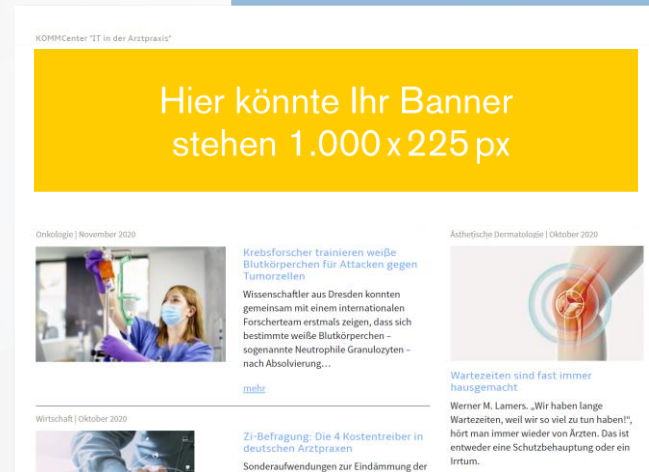 KOMMCenter "IT in der Arztpraxis"
Hier könnte Ihr Banner
stehen 1.000 x 225 px
Onkologie | November 2020
Krebsforscher trainieren weiße
Blutkörperchen für Attacken gegen
Tumorzellen
Wissenschaftler aus Dresden konnten
gemeinsam mit einem internationalen
Forscherteam erstmals zeigen, dass sich
bestimmte weiße Blutkörperchen –
sogenannte Neutrophile Granulozyten –
nach Absolvierung…
mehr
Wirtschaft | Oktober 2020
Zi-Befragung: Die 4 Kostentreiber in
deutschen Arztpraxen
Sonderaufwendungen zur Eindämmung der
Ästhetische Dermatologie | Oktober 2020
Wartezeiten sind fast immer
hausgemacht
Werner M. Lamers. „Wir haben lange
Wartezeiten, weil wir so viel zu tun haben!",
hört man immer wieder von Ärzten. Das ist
entweder eine Schutzbehauptung oder ein
Irrtum.